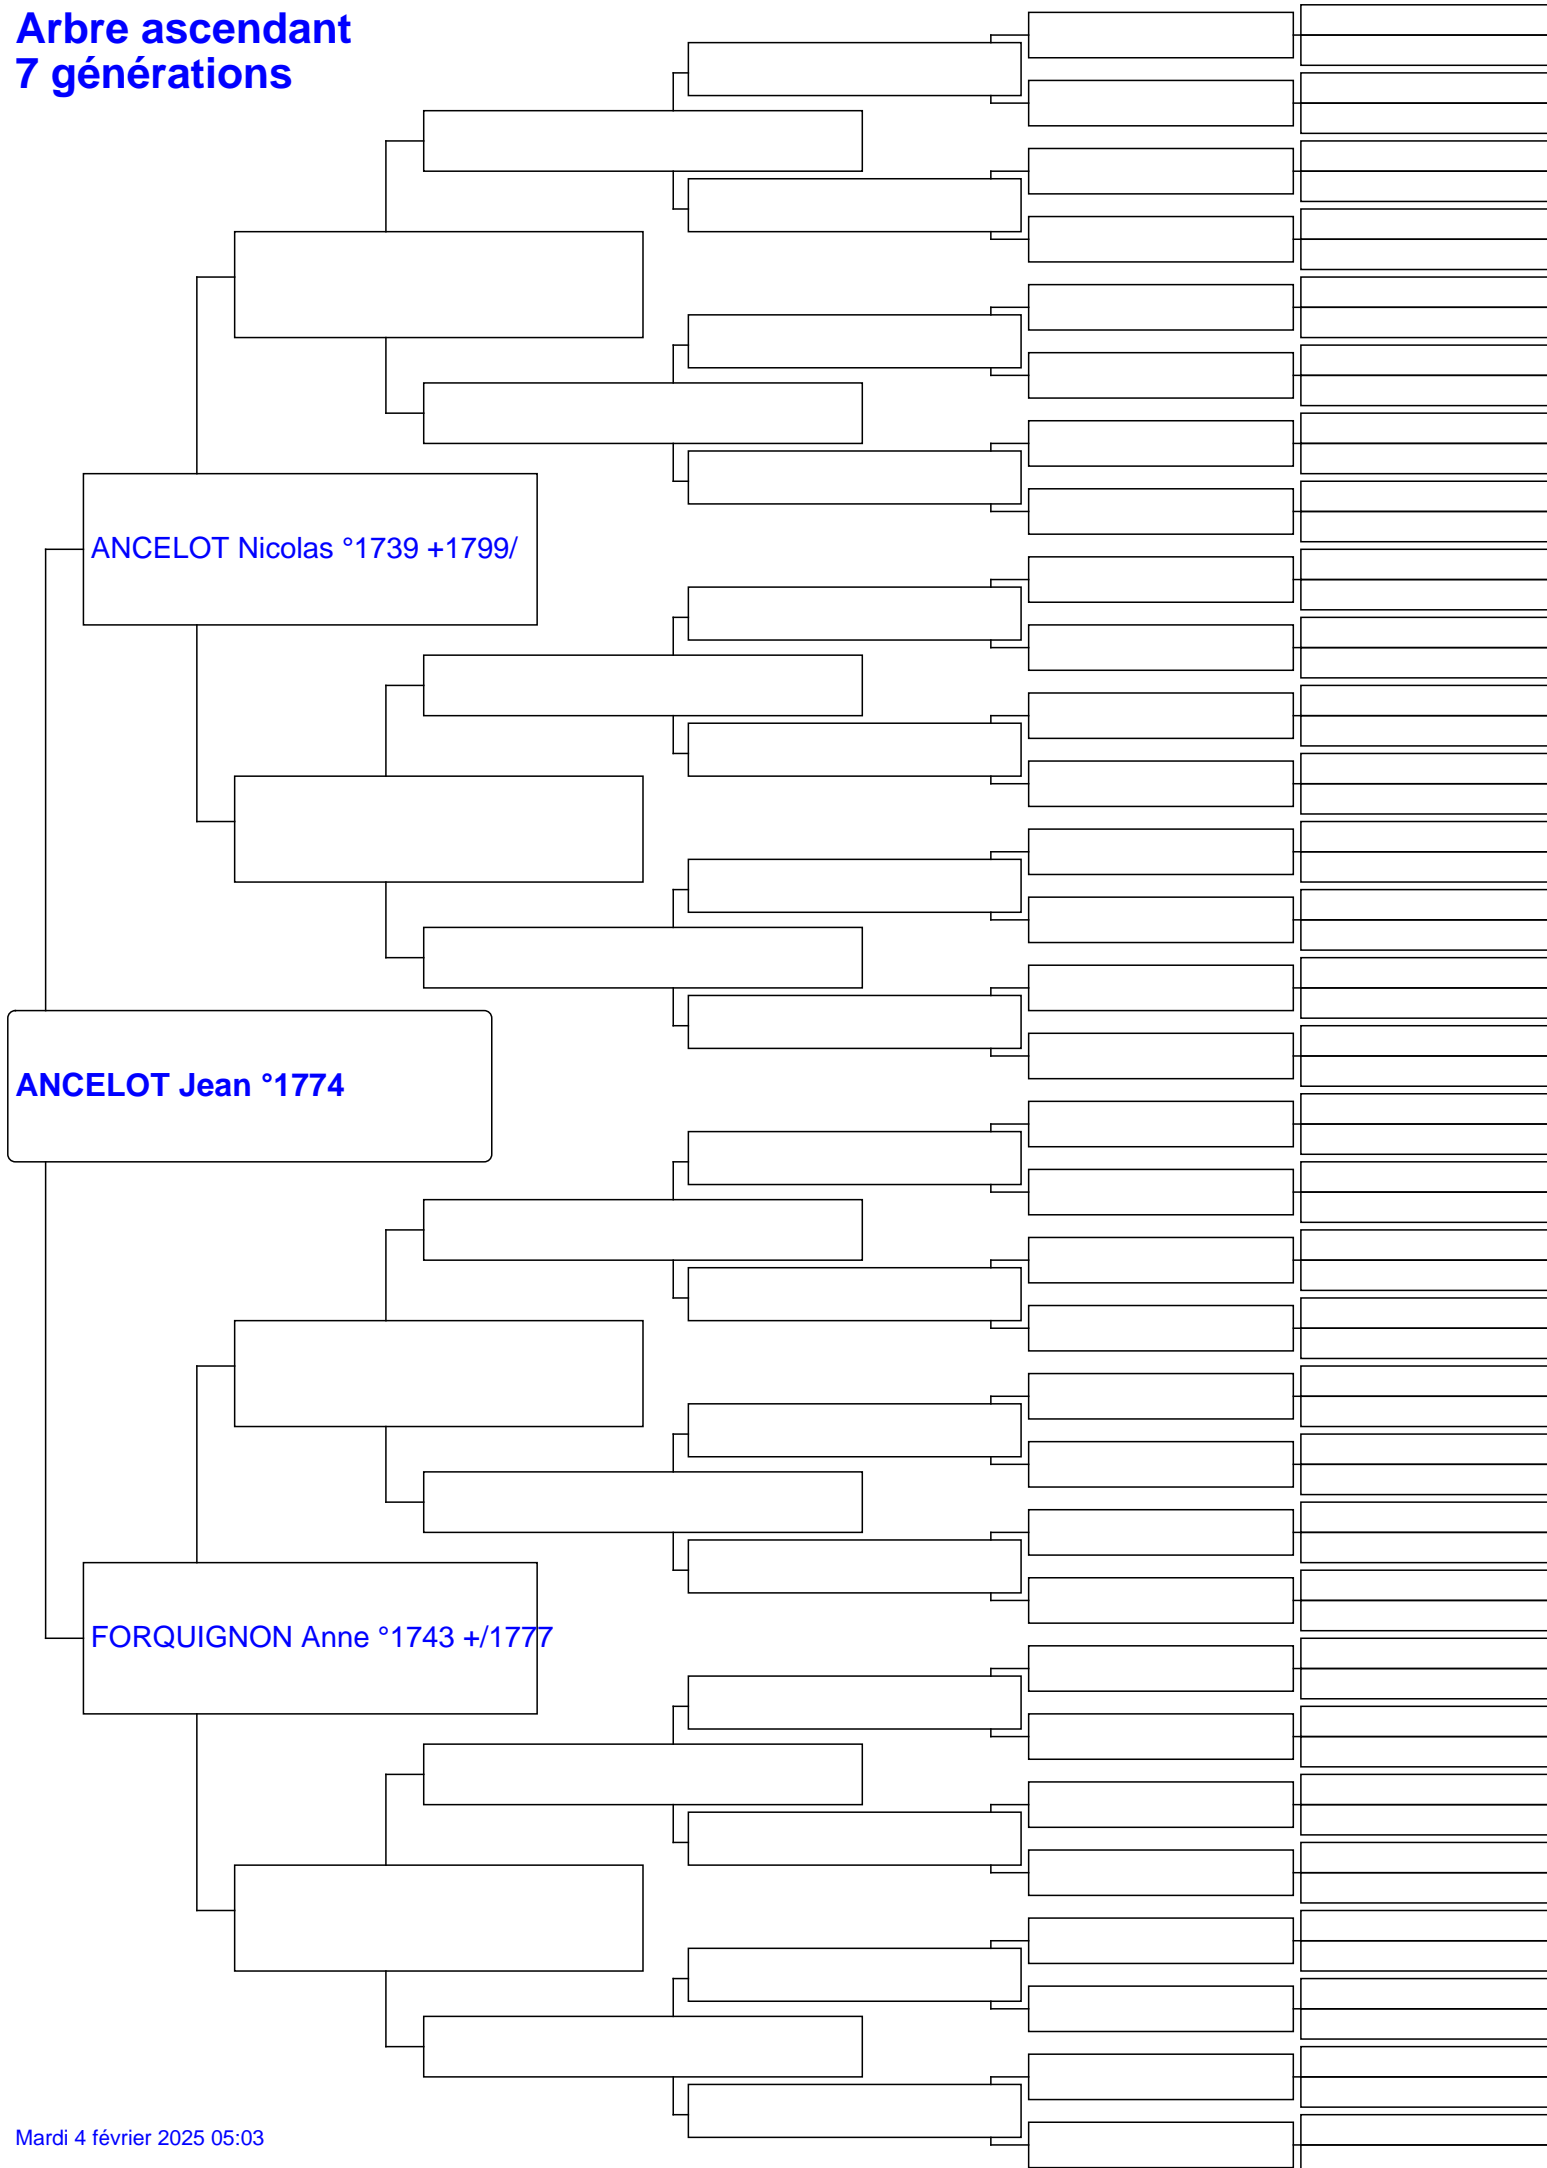 Arbre ascendant
7 générations
ANCELOT Nicolas °1739 +1799/
ANCELOT Jean °1774
FORQUIGNON Anne °1743 +/1777
Mardi 4 février 2025 05:03